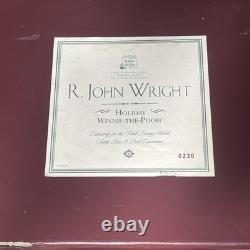 R. JOHN WRIGHT
HOLIDAY
WINNIE-THE-POOH
Exclusively for the Walt Disney World
Teddy Bear & Doll Convention
0230